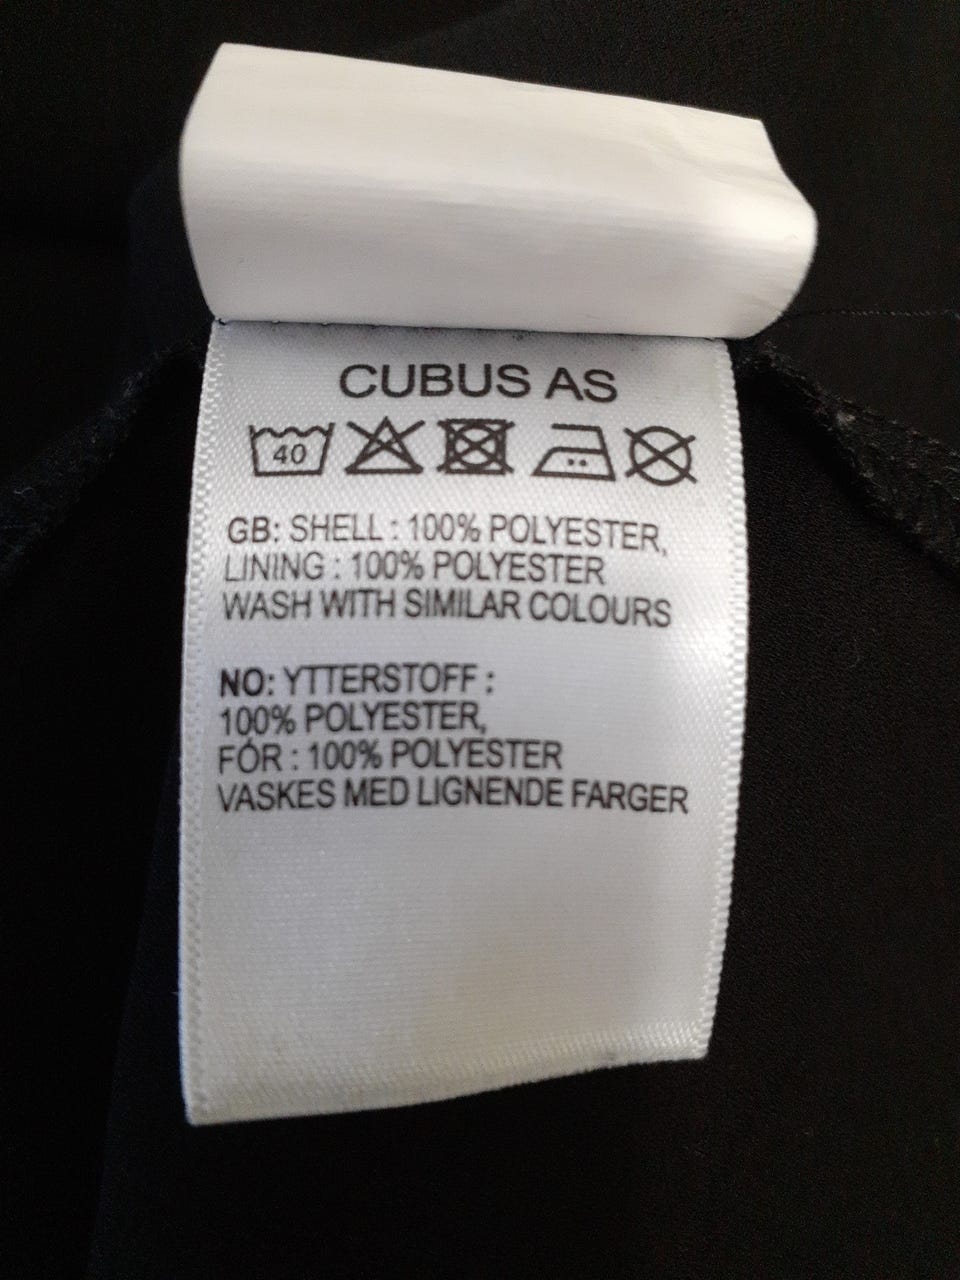 CUBUS AS
40
GB: SHELL : 100% POLYESTER,
LINING : 100% POLYESTER
WASH WITH SIMILAR COLOURS
NO: YTTERSTOFF :
100% POLYESTER,
FÓR : 100% POLYESTER
VASKES MED LIGNENDE FARGER